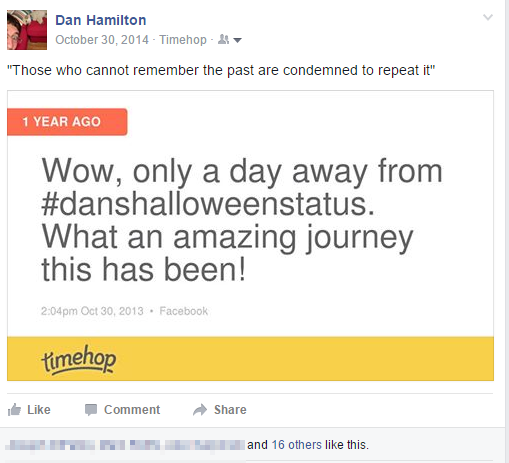 Dan Hamilton
October 30, 2014 · Timehop ·
"Those who cannot remember the past are condemned to repeat it"
1 YEAR AGO
Wow, only a day away from
#danshalloweenstatus.
What an amazing journey
this has been!
2:04pm Oct 30, 2013 • Facebook
timehop
Like Comment Share
and 16 others like this.